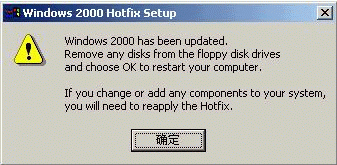 Windows 2000 Hotfix Setup
Windows 2000 has been updated.
Remove any disks from the floppy disk drives
and choose OK to restart your computer.
If you change or add any components to your system,
you will need to reapply the Hotfix.
确定